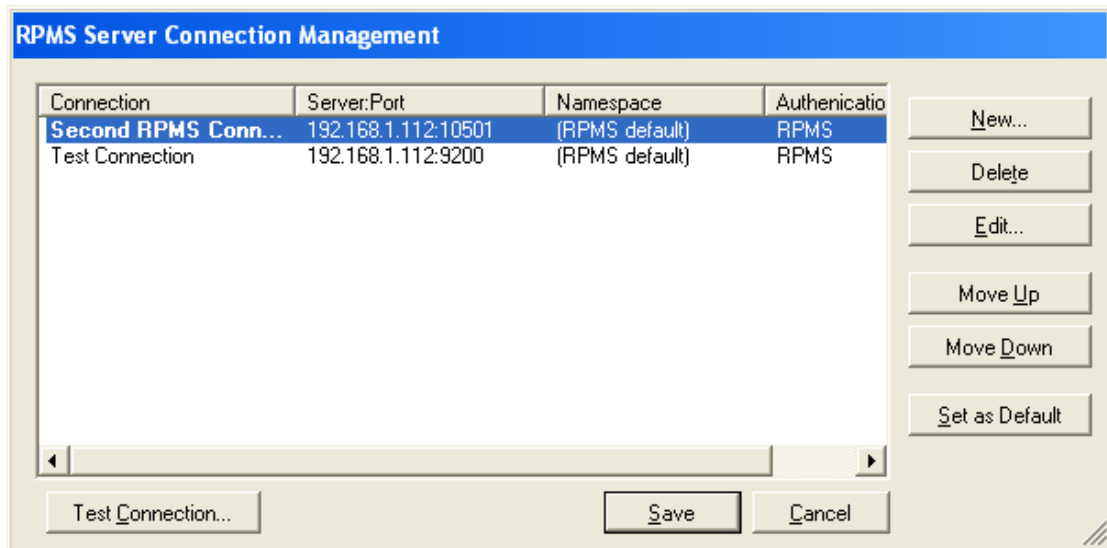 RPMS Server Connection Management
Connection Server:Port Namespace Authenicatio
Second RPMS Conn... 192.168.1.112:10501 (RPMS default) RPMS
Test Connection 192.168.1.112:9200 (RPMS default) RPMS
New...
Delete
Edit...
Move Up
Move Down
Set as Default
Test Connection... Save Cancel